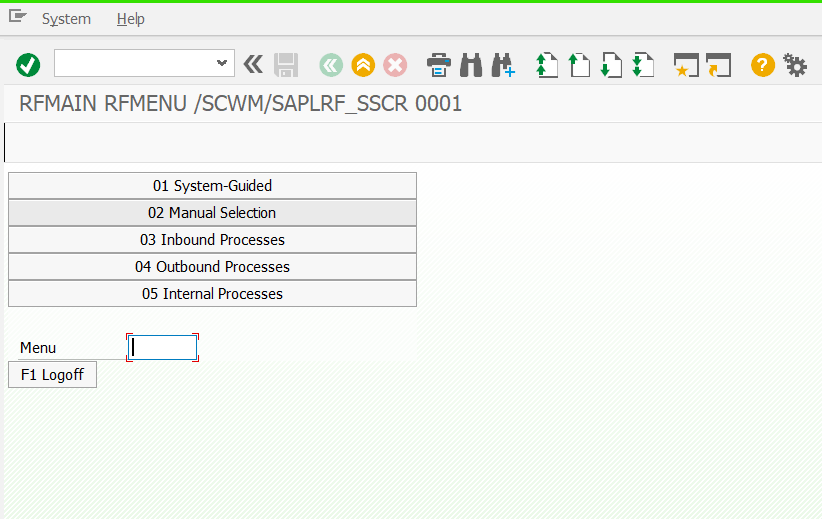 System Help
RFMAIN RFMENU /SCWM/SAPLRF_SSCR 0001
01 System-Guided
02 Manual Selection
03 Inbound Processes
04 Outbound Processes
05 Internal Processes
Menu
F1 Logoff